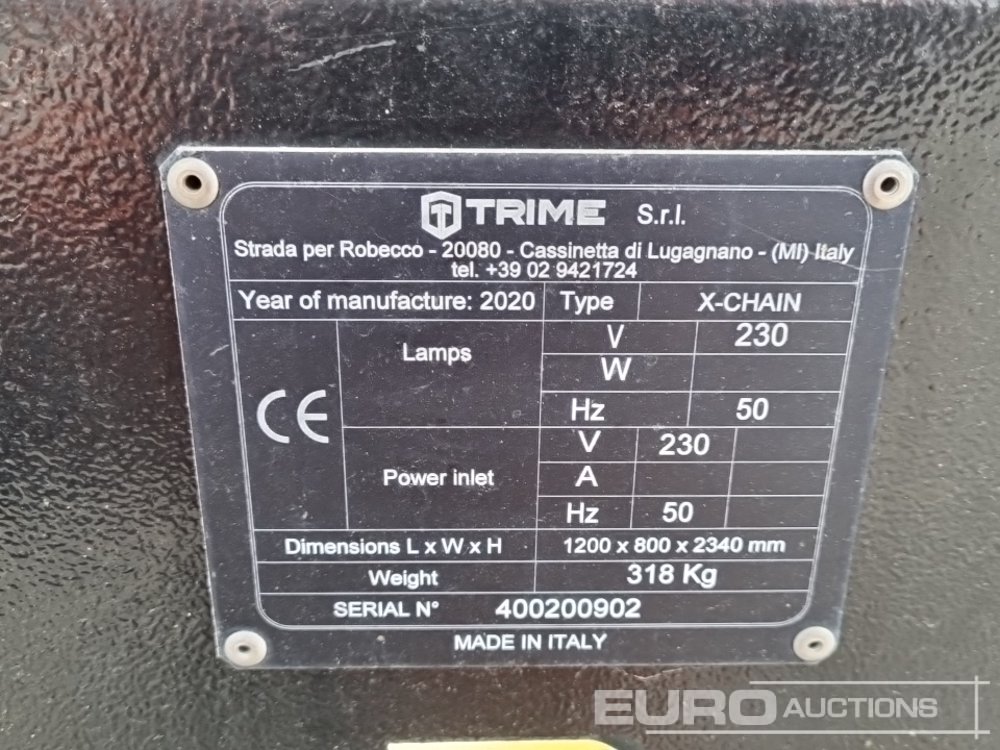 TRIME S.r.l.
Strada per Robecco - 20080 - Cassinetta di Lugagnano - (MI) Italy
tel. +39 02 9421724
Year of manufacture: 2020 Type X-CHAIN
CE
Lamps
V 230
W
Hz 50
Power inlet
V 230
A
Hz 50
Dimensions L x W x H 1200 x 800 x 2340 mm
Weight 318 Kg
SERIAL N° 400200902
MADE IN ITALY
EURO AUCTIONS